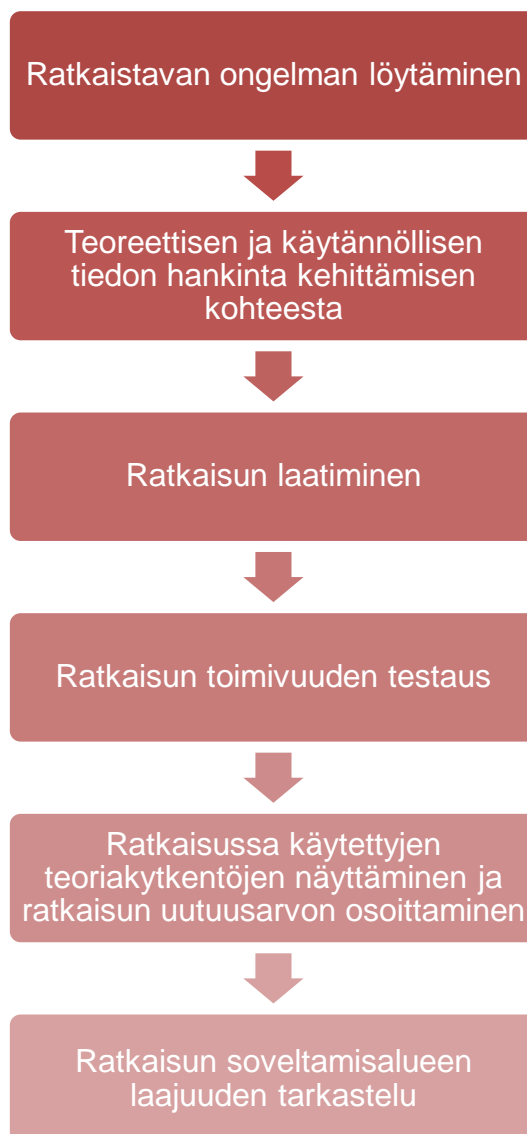 Ratkaistavan ongelman löytäminen
Teoreettisen ja käytännöllisen
tiedon hankinta kehittämisen
kohteesta
Ratkaisun laatiminen
Ratkaisun toimivuuden testaus
Ratkaisussa käytettyjen
teoriakytkentöjen näyttäminen ja
ratkaisun uutuusarvon osoittaminen
Ratkaisun soveltamisalueen
laajuuden tarkastelu